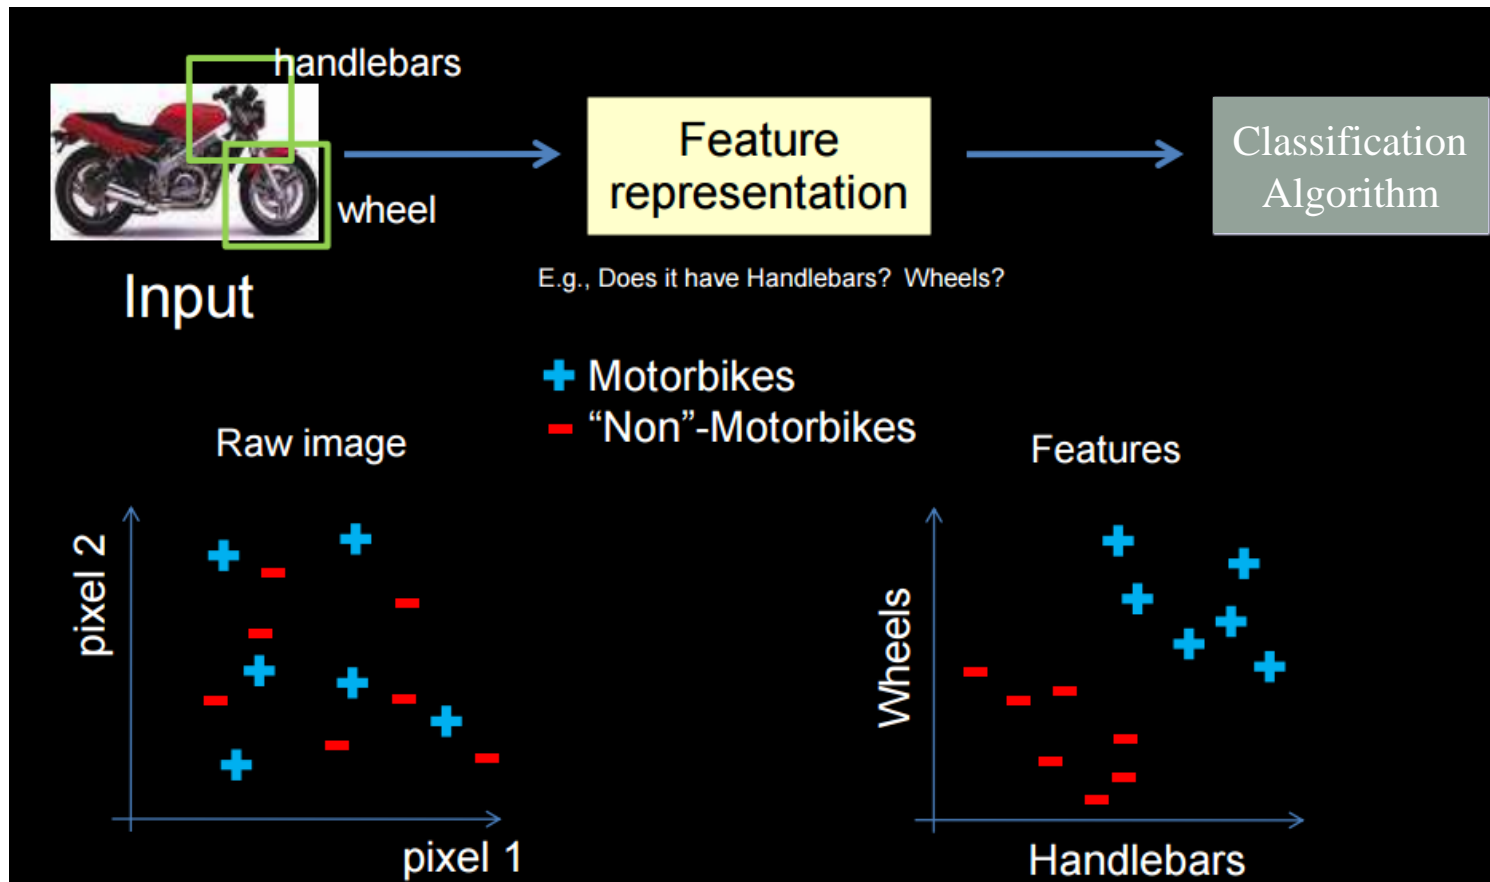 handlebars
wheel
Input
Feature
representation
E.g., Does it have Handlebars? Wheels?
Classification
Algorithm
Motorbikes
“Non”-Motorbikes
Raw image
pixel 2
pixel 1
Features
Wheels
Handlebars